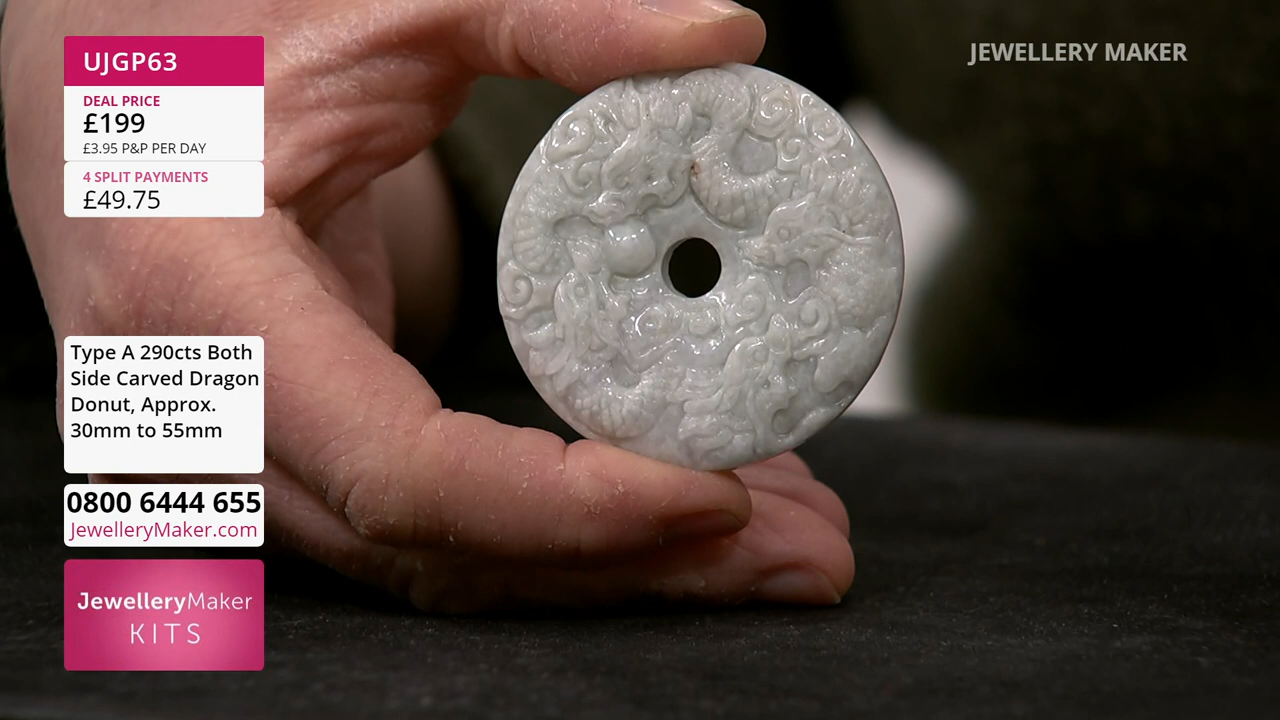 UJGP63
DEAL PRICE
£199
£3.95 P&P PER DAY
4 SPLIT PAYMENTS
£49.75
Type A 290cts Both
Side Carved Dragon
Donut, Approx.
30mm to 55mm
0800 6444 655
JewelleryMaker.com
JewelleryMaker
KITS
JEWELLERY MAKER